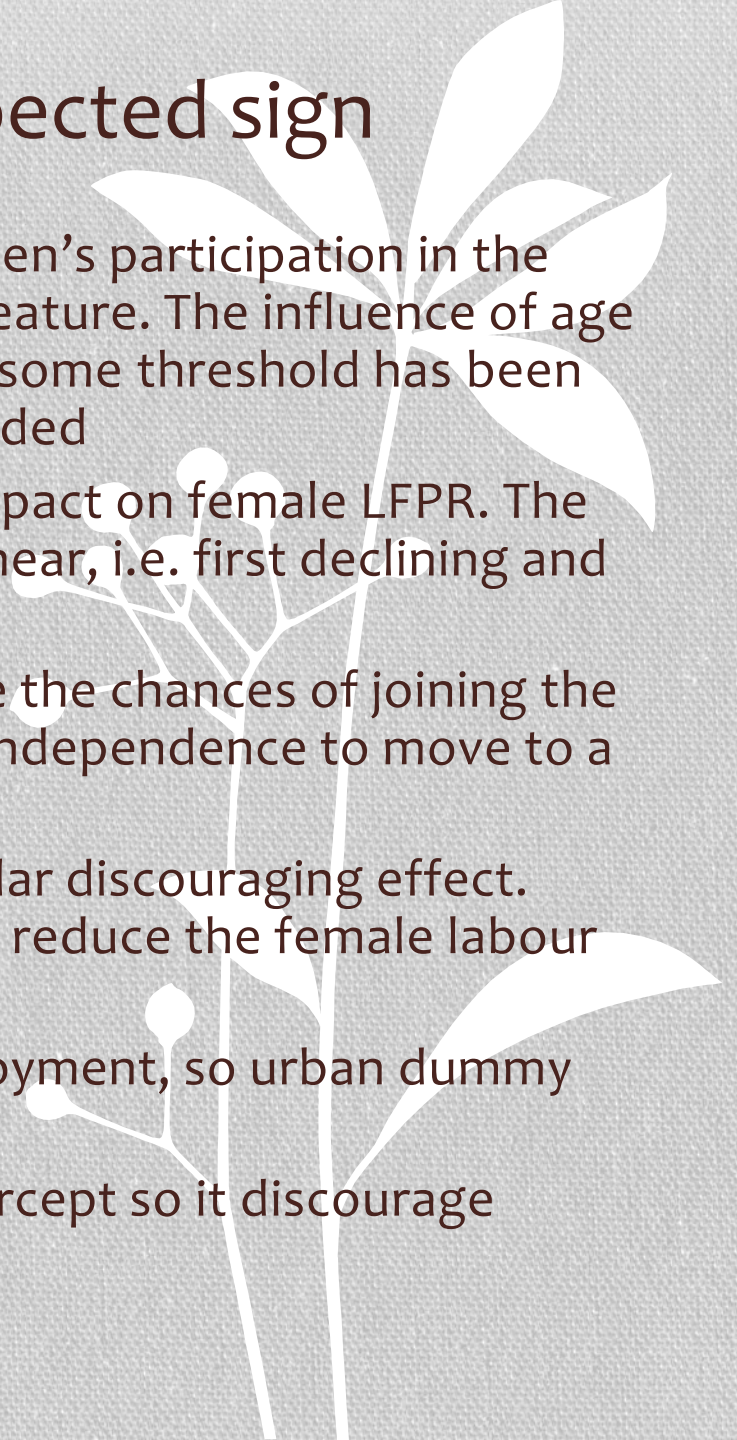 pected sign
en’s participation in the
eature. The influence of age
some threshold has been
ded
pact on female LFPR. The
near, i.e. first declining and
e the chances of joining the
ndependence to move to a
lar discouraging effect.
reduce the female labour
oyment, so urban dummy
rcept so it discourage